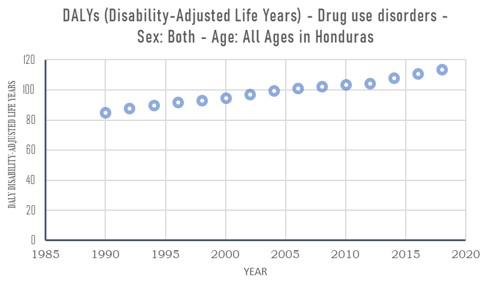 DALYs (Disability-Adjusted Life Years) - Drug use disorders -
Sex: Both - Age: All Ages in Honduras
DALY DISABILITY-ADJUSTED LIFE YEARS
120
100
80
60
40
20
0
1985 1990 1995 2000 2005 2010 2015 2020
YEAR